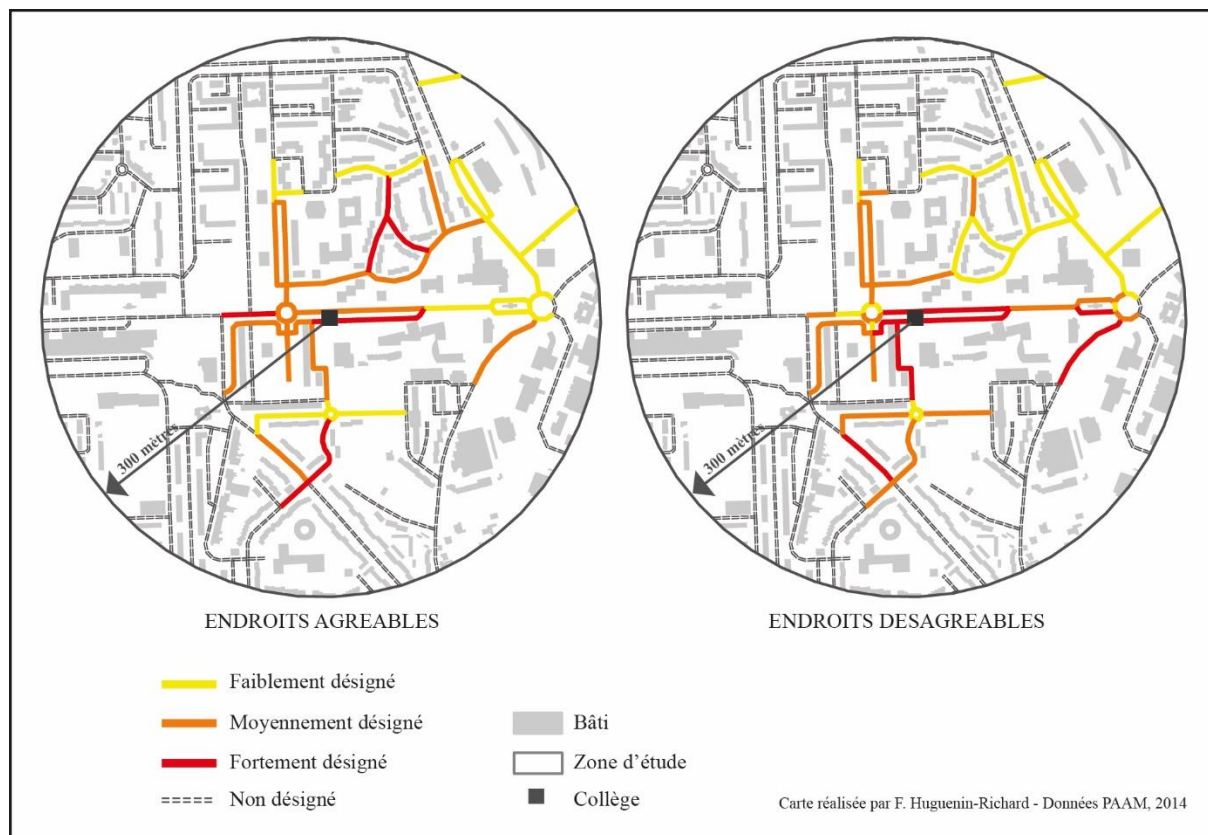 300 mètres
300 mètres
ENDROITS AGREABLES
ENDROITS DESAGREABLES
Faiblement désigné
Moyennement désigné
Fortement désigné
Non désigné
Bâti
Zone d'étude
Collège
Carte réalisée par F. Huguenin-Richard - Données PAAM, 2014